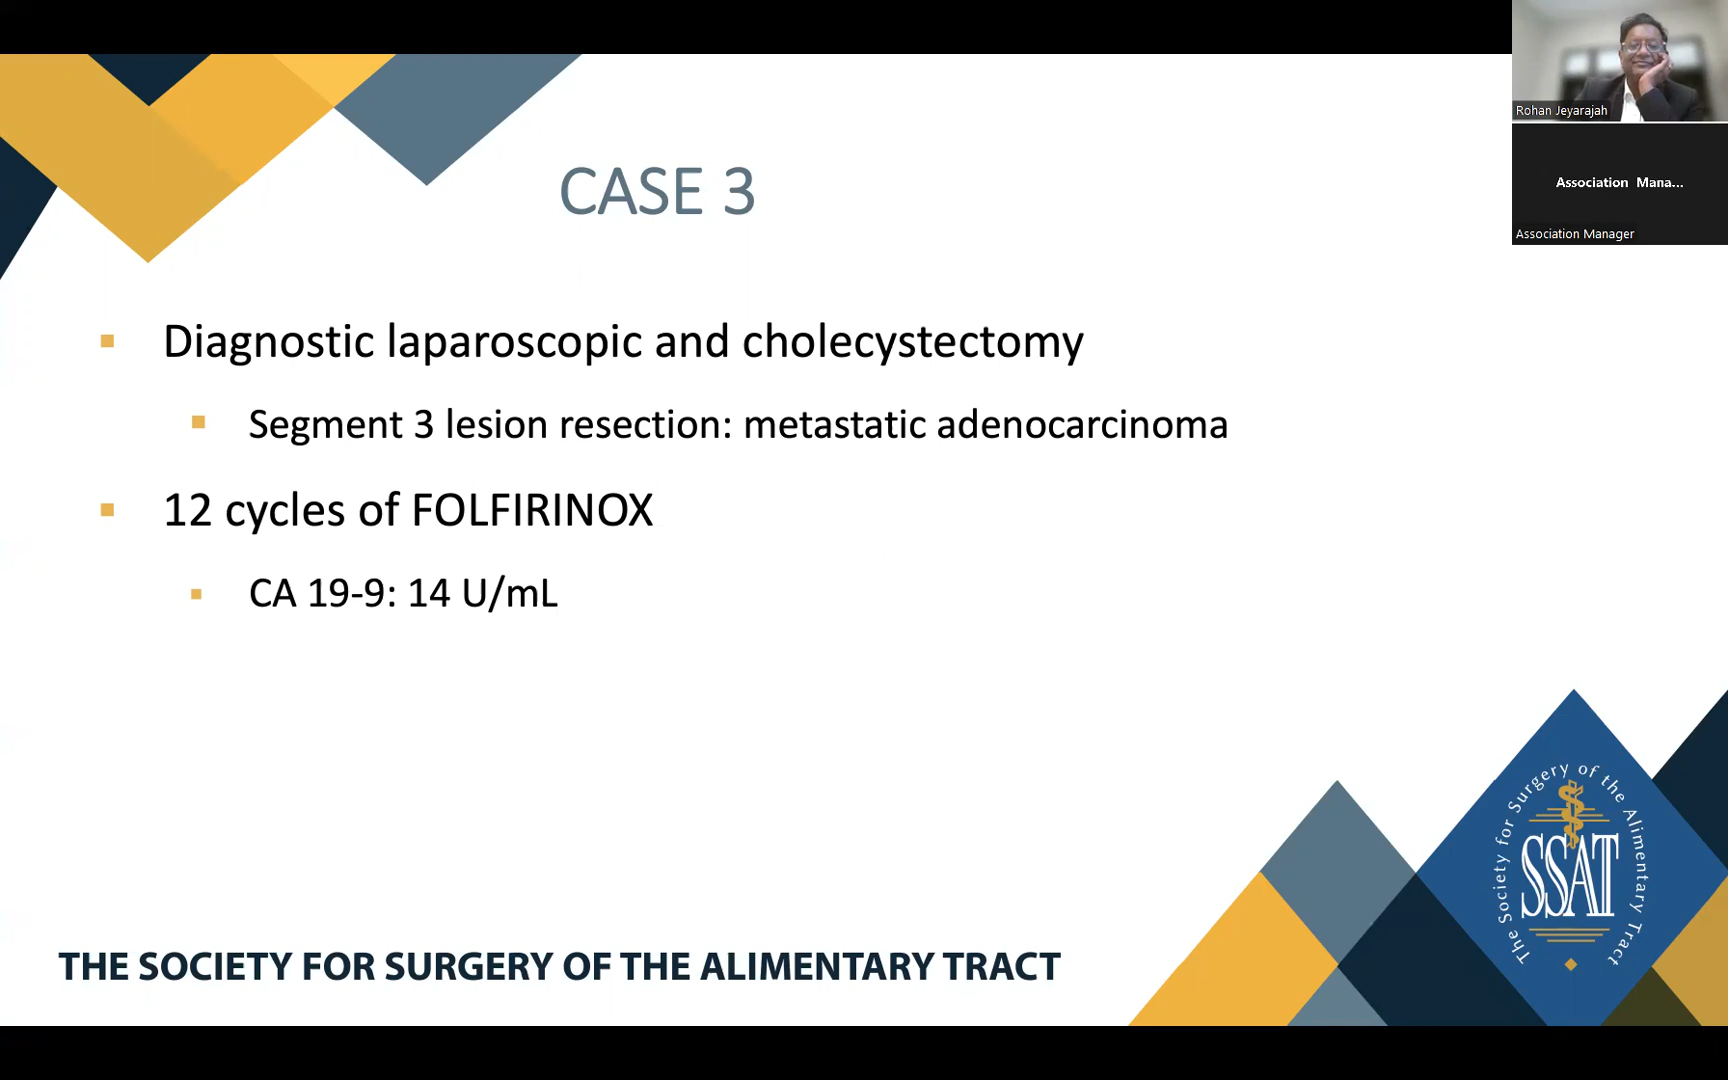 CASE 3
Diagnostic laparoscopic and cholecystectomy
Segment 3 lesion resection: metastatic adenocarcinoma
12 cycles of FOLFIRINOX
CA 19-9: 14 U/mL
THE SOCIETY FOR SURGERY OF THE ALIMENTARY TRACT
The Society for Surgery of the Alimentary Tract
SSAT
Rohan Jeyarajah
Association Mana...
Association Manager